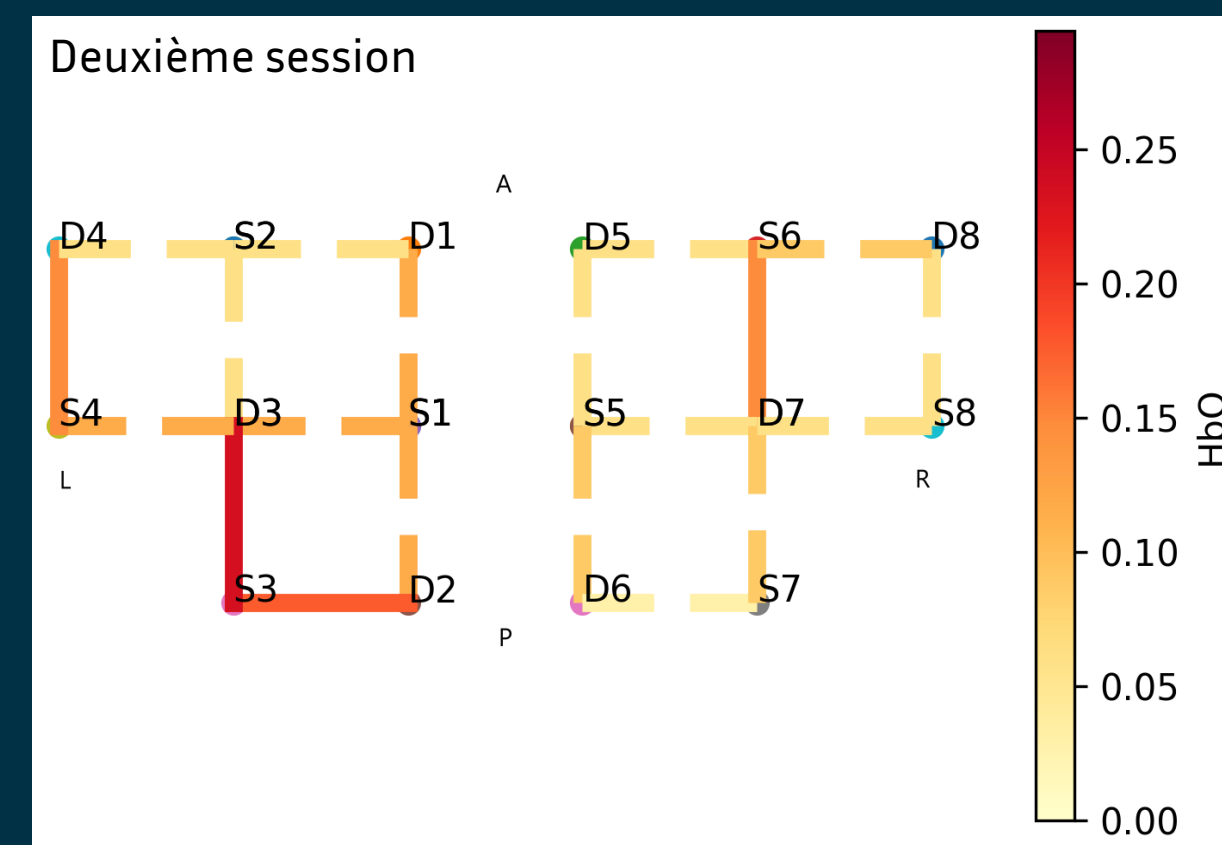 Deuxième session
A
D4 S2 D1 D5 S6 D8
S4 D3 S1 S5 D7 S8
L R
S3 D2 D6 S7
P
0.25
0.20
0.15
0.10
0.05
0.00
HbO